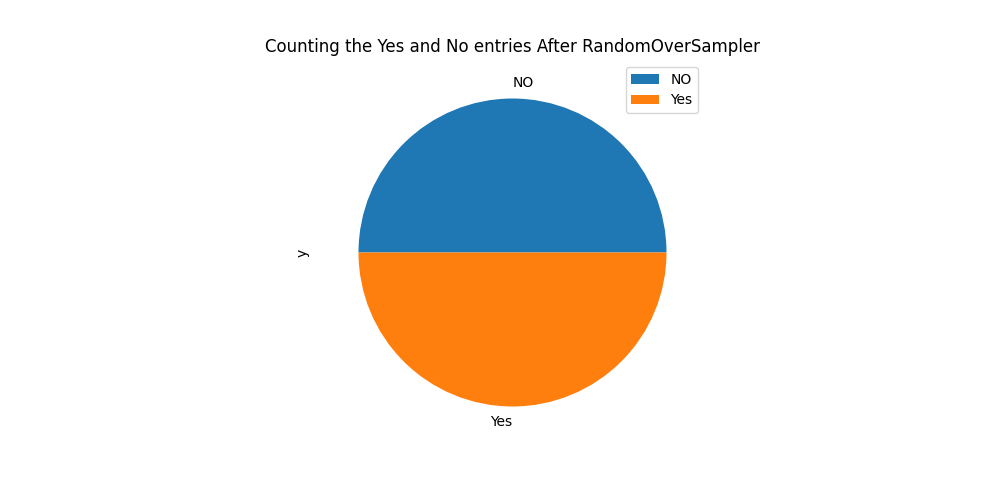 Counting the Yes and No entries After RandomOverSampler
NO
NO
Yes
y
Yes